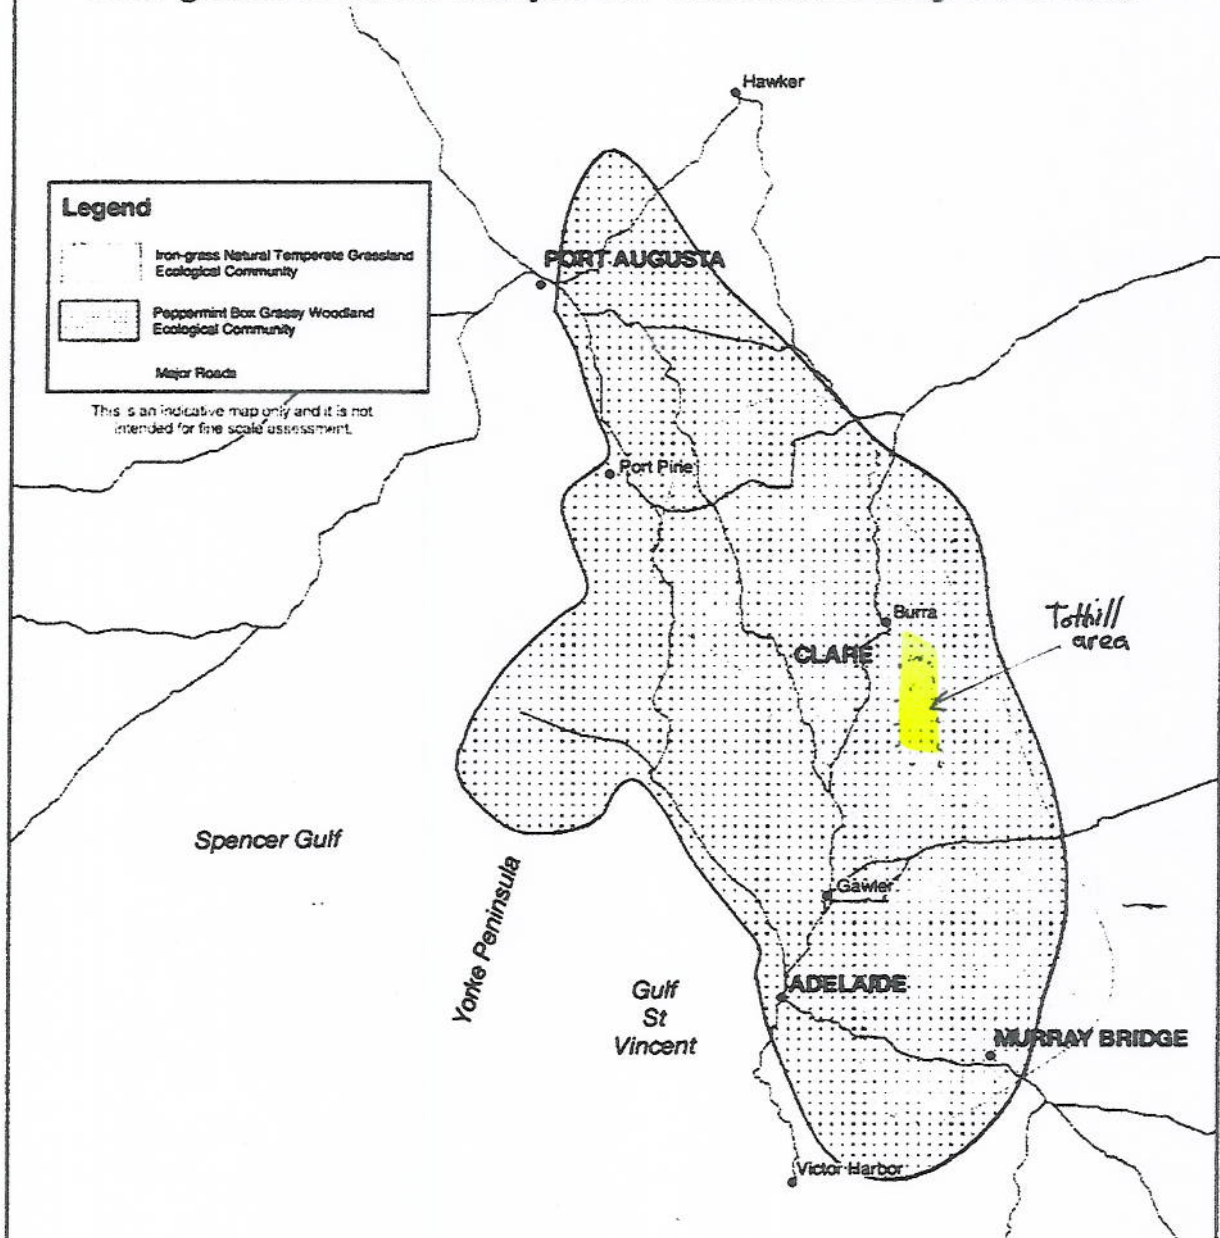 Hawker
Legend
Iron-grass Natural Temperate Grassland
Ecological Community
Peppermint Box Grassy Woodland
Ecological Community
Major Roads
This is an indicative map only and it is not
intended for fine scale assessment.
PORT AUGUSTA
Port Pirie
Burra
CLARE
Tothill
area
Spencer Gulf
Yorke Peninsula
Gawler
ADELAIDE
Gulf
St
Vincent
MURRAY BRIDGE
Victor Harbor